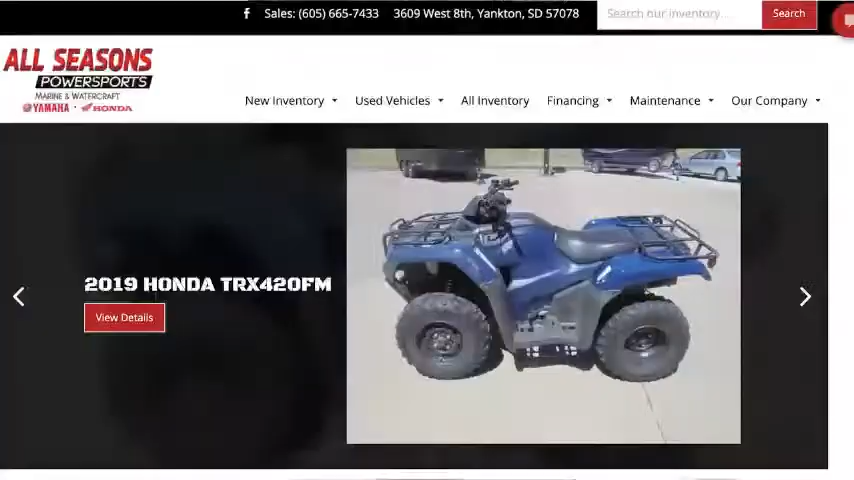 Sales: (605) 665-7433 3609 West 8th, Yankton, SD 57078 Search our inventory... Search
ALL SEASONS
POWERSPORTS
MARINE & WATERCRAFT
YAMAHA · HONDA
New Inventory Used Vehicles All Inventory Financing Maintenance Our Company
2019 HONDA TRX420FM
View Details